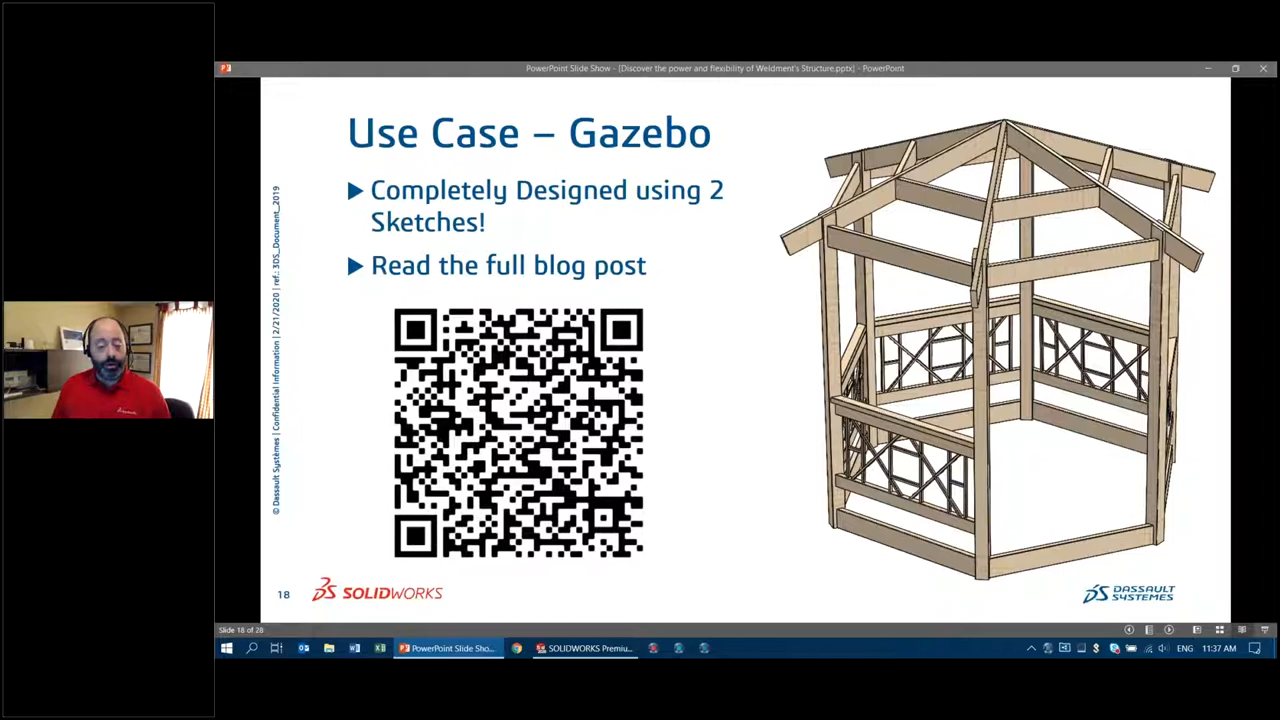 PowerPoint Slide Show - [Discover the power and flexibility of Weldment's Structure.pptx] - PowerPoint
Use Case – Gazebo
Completely Designed using 2
Sketches!
Read the full blog post
© Dassault Systèmes | Confidential Information | 2/21/2020 | ref.: 3DS_Document_2019
18
SOLIDWORKS
DASSAULT
SYSTEMES
Slide 18 of 28
PowerPoint Slide Sho...
SOLIDWORKS Premiu...
ENG
11:37 AM